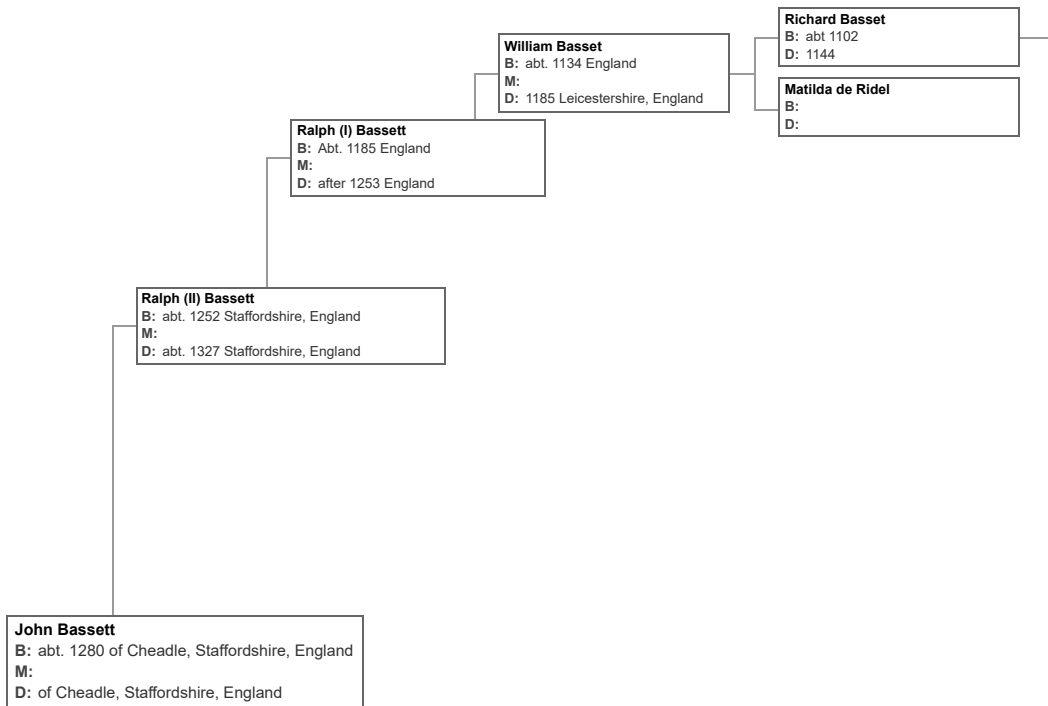 Richard Basset
B: abt 1102
D: 1144
William Basset
B: abt. 1134 England
M:
D: 1185 Leicestershire, England
Matilda de Ridel
B:
D:
Ralph (I) Bassett
B: Abt. 1185 England
M:
D: after 1253 England
Ralph (II) Bassett
B: abt. 1252 Staffordshire, England
M:
D: abt. 1327 Staffordshire, England
John Bassett
B: abt. 1280 of Cheadle, Staffordshire, England
M:
D: of Cheadle, Staffordshire, England